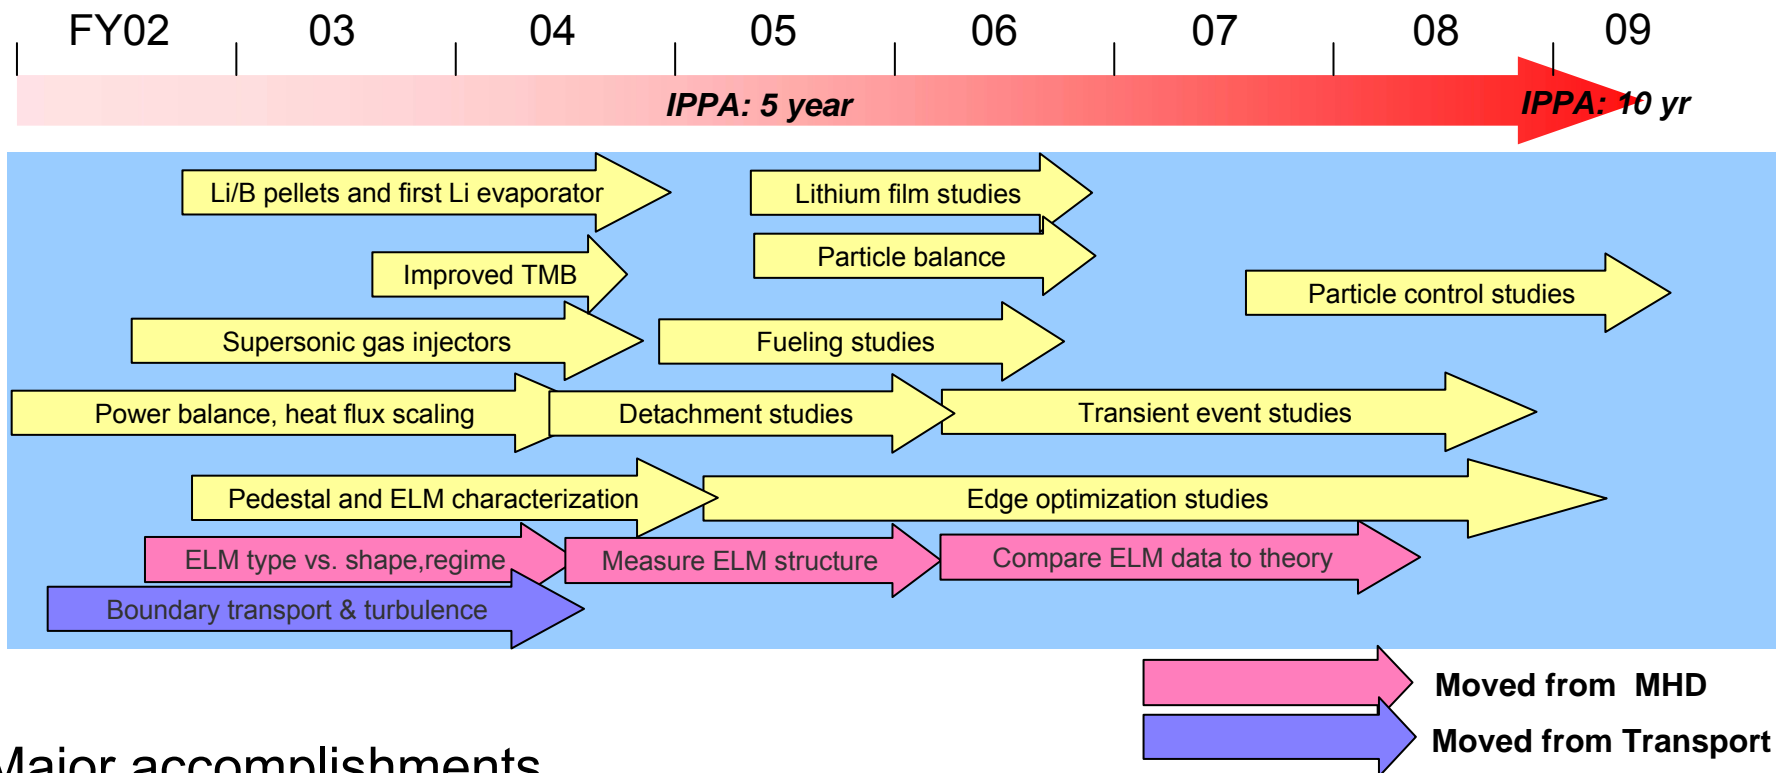 FY02 03 04 05 06 07 08 09
IPPA: 5 year IPPA: 10 yr
Li/B pellets and first Li evaporator Lithium film studies
Particle balance
Improved TMB
Particle control studies
Supersonic gas injectors Fueling studies
Power balance, heat flux scaling Detachment studies Transient event studies
Pedestal and ELM characterization Edge optimization studies
ELM type vs. shape,regime Measure ELM structure Compare ELM data to theory
Boundary transport & turbulence
Moved from MHD
Moved from Transport
Major accomplishments